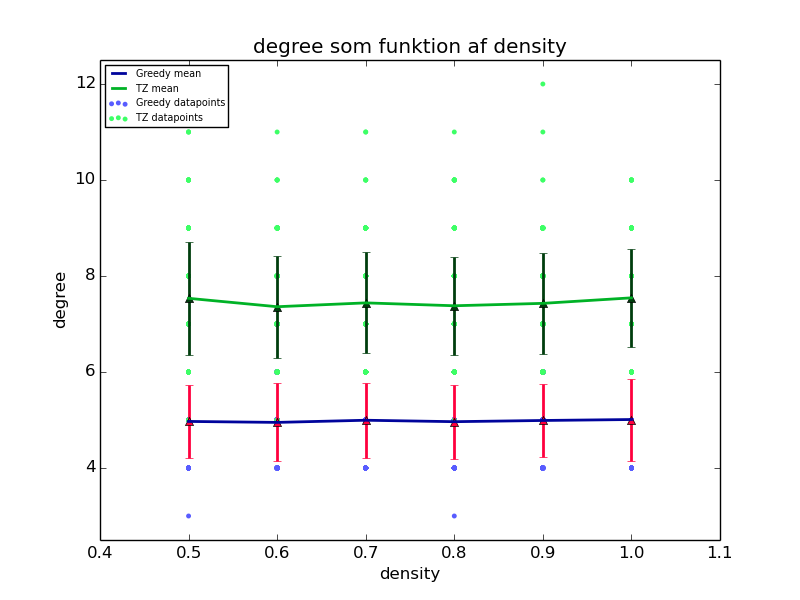 degree som funktion af density
Greedy mean
TZ mean
Greedy datapoints
TZ datapoints
12
10
8
6
4
degree
0.4 0.5 0.6 0.7 0.8 0.9 1.0 1.1
density